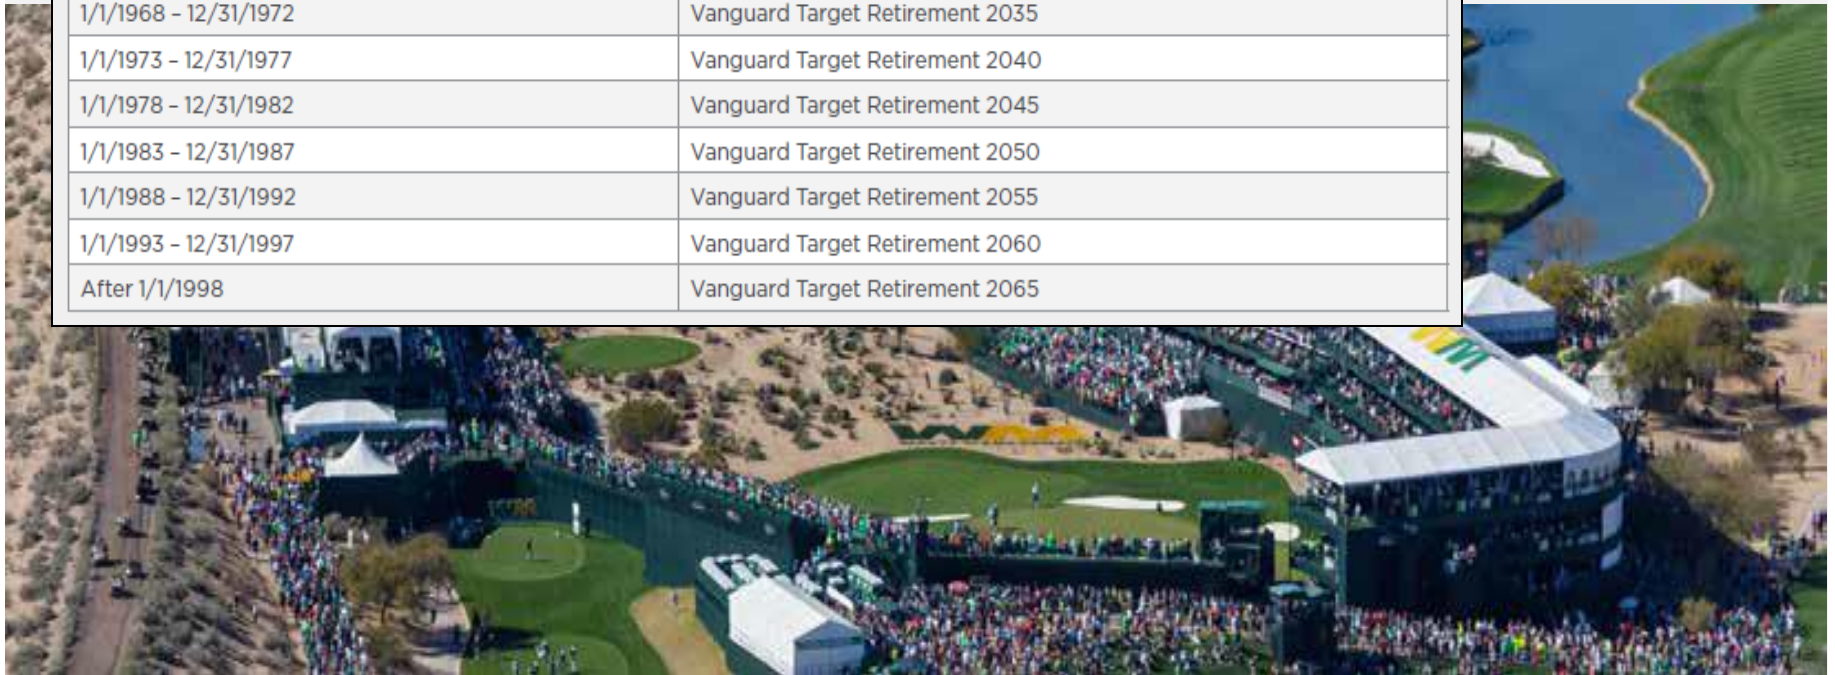 1/1/1968 – 12/31/1972 Vanguard Target Retirement 2035
1/1/1973 – 12/31/1977 Vanguard Target Retirement 2040
1/1/1978 – 12/31/1982 Vanguard Target Retirement 2045
1/1/1983 – 12/31/1987 Vanguard Target Retirement 2050
1/1/1988 – 12/31/1992 Vanguard Target Retirement 2055
1/1/1993 – 12/31/1997 Vanguard Target Retirement 2060
After 1/1/1998 Vanguard Target Retirement 2065
WM
WM